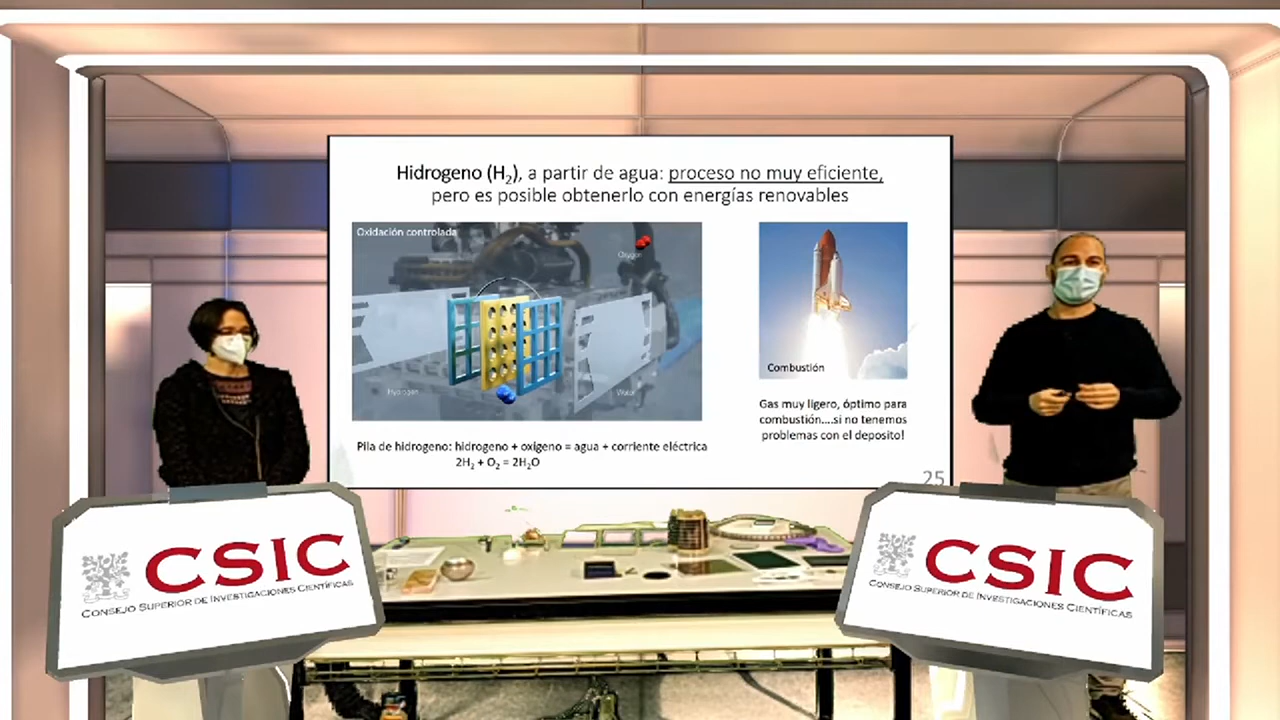 Hidrogeno (H2), a partir de agua: proceso no muy eficiente,
pero es posible obtenerlo con energías renovables
Oxidación controlada
Oxygen
Hydrogen
Water
Combustión
Gas muy ligero, óptimo para
combustión....si no tenemos
problemas con el deposito!
Pila de hidrogeno: hidrogeno + oxigeno = agua + corriente eléctrica
2H2 + O2 = 2H2O
25
CSIC
CONSEJO SUPERIOR DE INVESTIGACIONES CIENTÍFICAS
CSIC
CONSEJO SUPERIOR DE INVESTIGACIONES CIENTÍFICAS